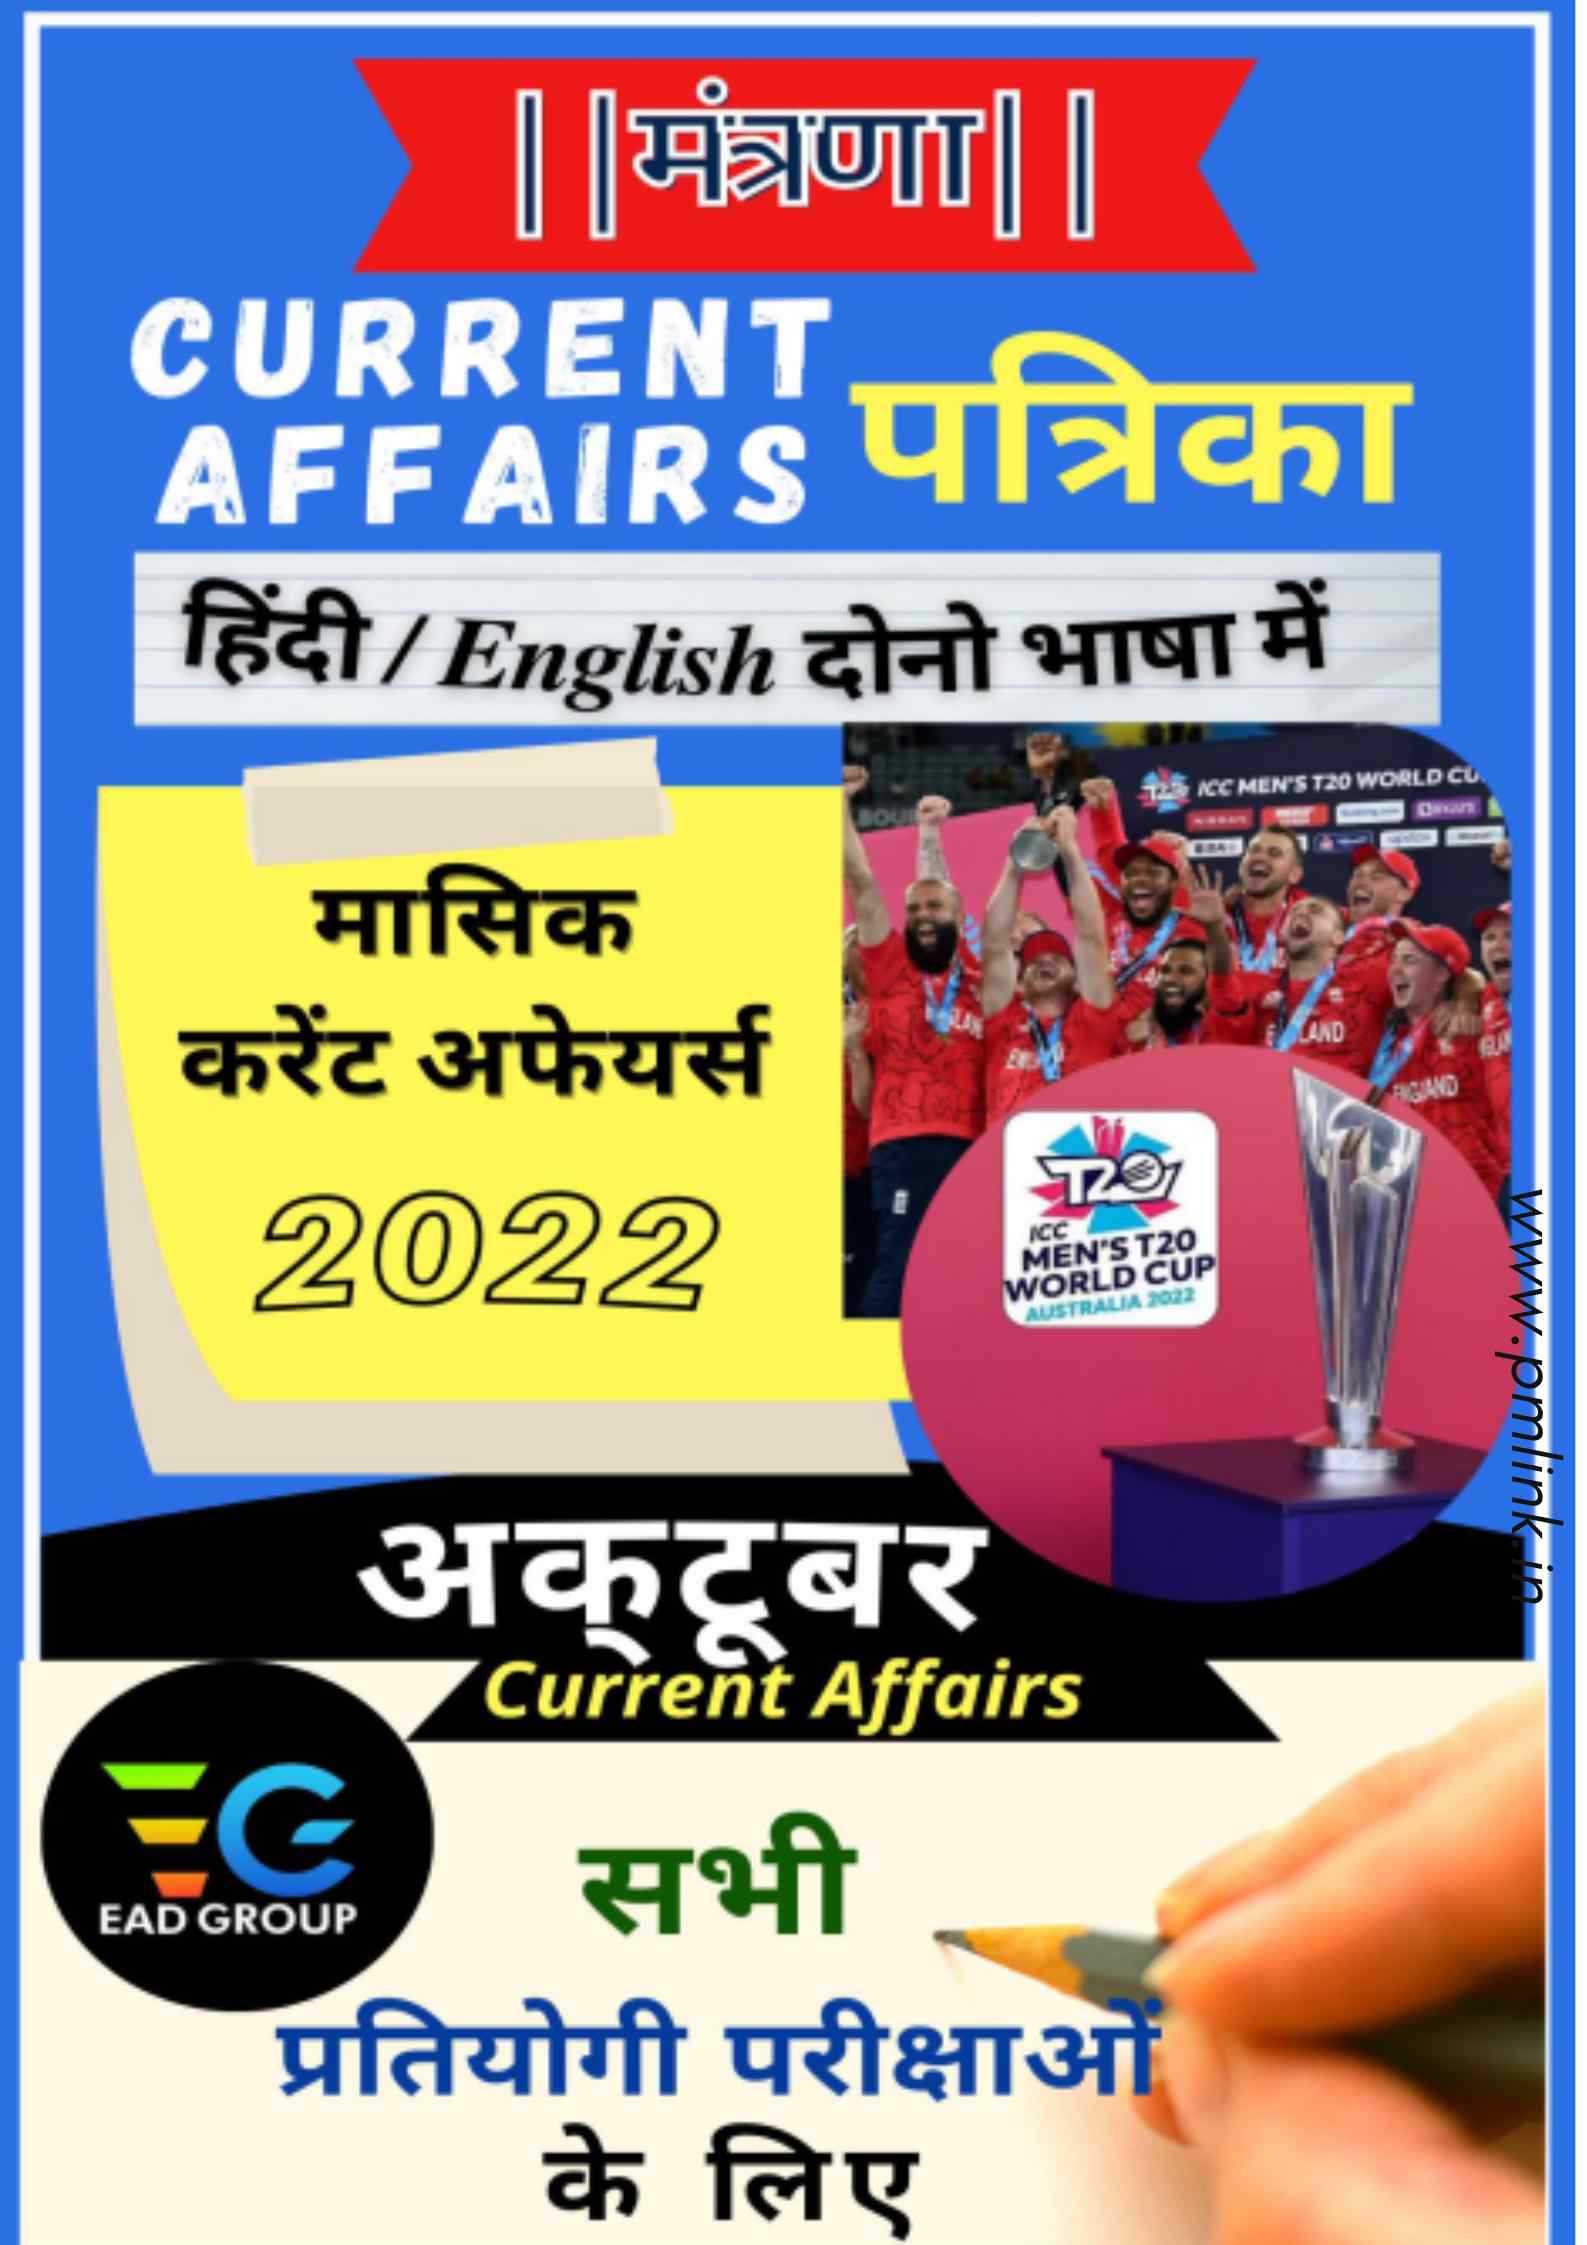 ||मंत्रणा||
CURRENT
AFFAIRS पत्रिका
हिंदी / English दोनो भाषा में
मासिक
करेंट अफेयर्स
2022
ICC MEN'S T20 WORLD CU
ENGLAND
T20
ICC
MEN'S T20
WORLD CUP
AUSTRALIA 2022
www.pmlink.in
अक्‌टूबर
Current Affairs
EAD GROUP
सभी
प्रतियोगी परीक्षाओं
के लिए